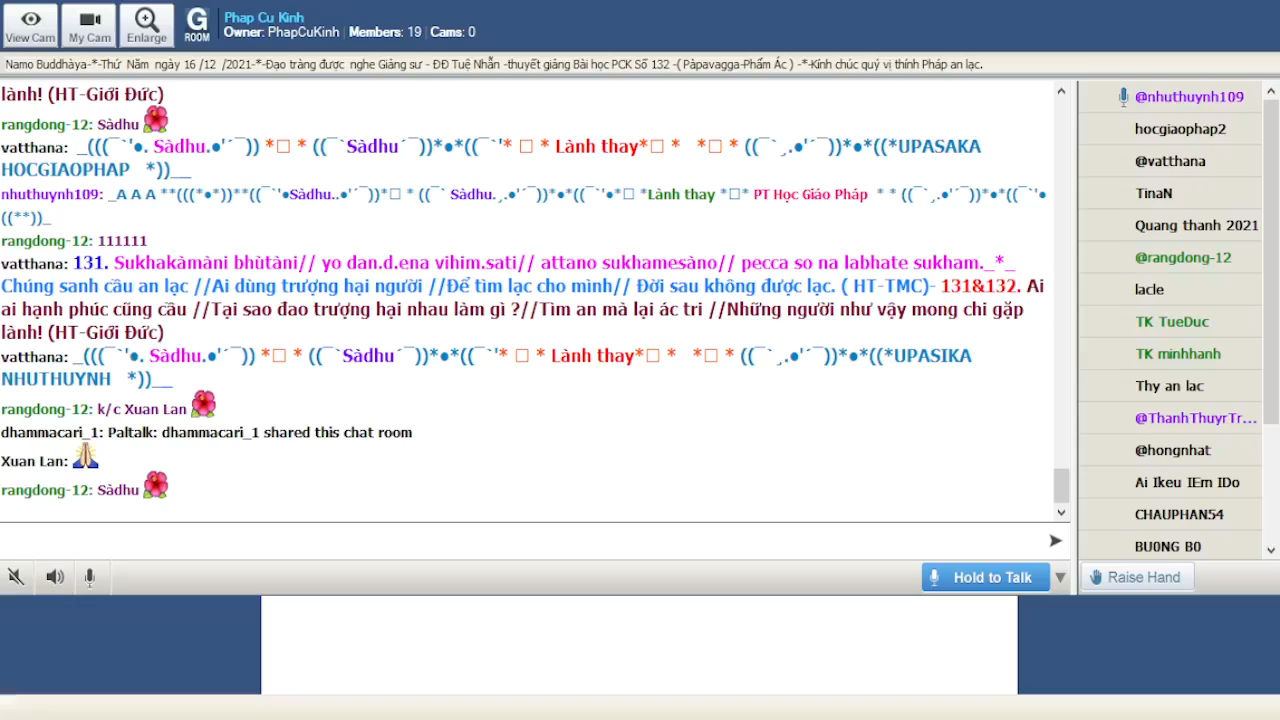 View Cam
My Cam
Enlarge
G
ROOM
Phap Cu Kinh
Owner: PhapCuKinh | Members: 19 | Cams: 0
Namo Buddhàya-*-Thứ Năm ngày 16 /12 /2021-*-Đạo tràng được nghe Giảng sư - ĐĐ Tuệ Nhẫn -thuyết giảng Bài học PCK Số 132 -( Pàpavagga-Phẩm Ác ) -*-Kính chúc quý vị thính Pháp an lạc.
lành! (HT-Giới Đức)
rangdong-12: Sàdhu
vatthana: _(((¯`'●. Sàdhu.●'´¯)) *□ * ((¯`Sàdhu´¯))*●*((¯`'* □ * Lành thay*□ * *□ * ((¯`¸.●'´¯))*●*((*UPASAKA
HOCGIAOPHAP *))__
nhuthuynh109: _A A A **(((*●*))**((¯`'●Sàdhu..●'´¯))*□ * ((¯` Sàdhu.¸.●'´¯))*●*((¯`'●*□ *Lành thay *□* PT Học Giáo Pháp * * ((¯`¸.●'´¯))*●*((¯`'●
((**))_
rangdong-12: 111111
vatthana: 131. Sukhakàmàni bhùtàni// yo dan.d.ena vihim.sati// attano sukhamesàno// pecca so na labhate sukham._*_
Chúng sanh cầu an lạc //Ai dùng trượng hại người //Để tìm lạc cho mình// Đời sau không được lạc. ( HT-TMC)- 131&132. Ai
ai hạnh phúc cũng cầu //Tại sao đao trượng hại nhau làm gì ?//Tìm an mà lại ác tri //Những người như vậy mong chi gặp
lành! (HT-Giới Đức)
vatthana: _(((¯`'●. Sàdhu.●'´¯)) *□ * ((¯`Sàdhu´¯))*●*((¯`'* □ * Lành thay*□ * *□ * ((¯`¸.●'´¯))*●*((*UPASIKA
NHUTHUYNH *))__
rangdong-12: k/c Xuan Lan
dhammacari_1: Paltalk: dhammacari_1 shared this chat room
Xuan Lan:
rangdong-12: Sàdhu
Hold to Talk
@nhuthuynh109
hocgiaophap2
@vatthana
TinaN
Quang thanh 2021
@rangdong-12
lacle
TK TueDuc
TK minhhanh
Thy an lac
@ThanhThuyrTr...
@hongnhat
Ai Ikeu IEm IDo
CHAUPHAN54
BU0NG B0
Raise Hand